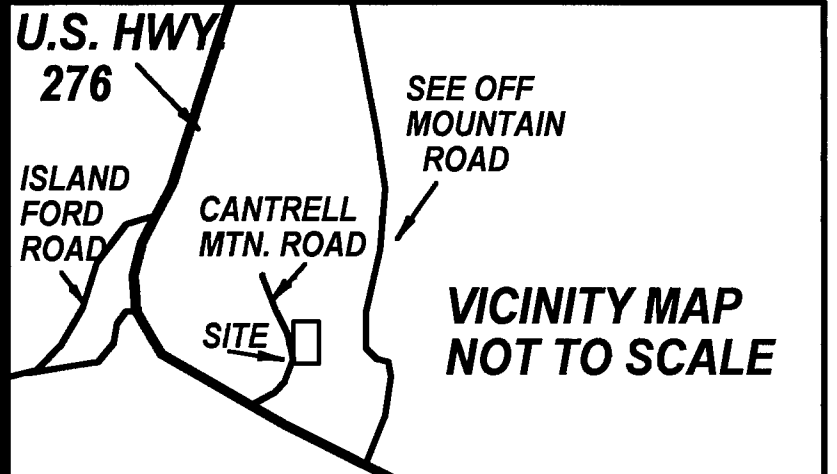 U.S. HWY.
276
SEE OFF
MOUNTAIN
ROAD
ISLAND
FORD
ROAD
CANTRELL
MTN. ROAD
SITE
VICINITY MAP
NOT TO SCALE